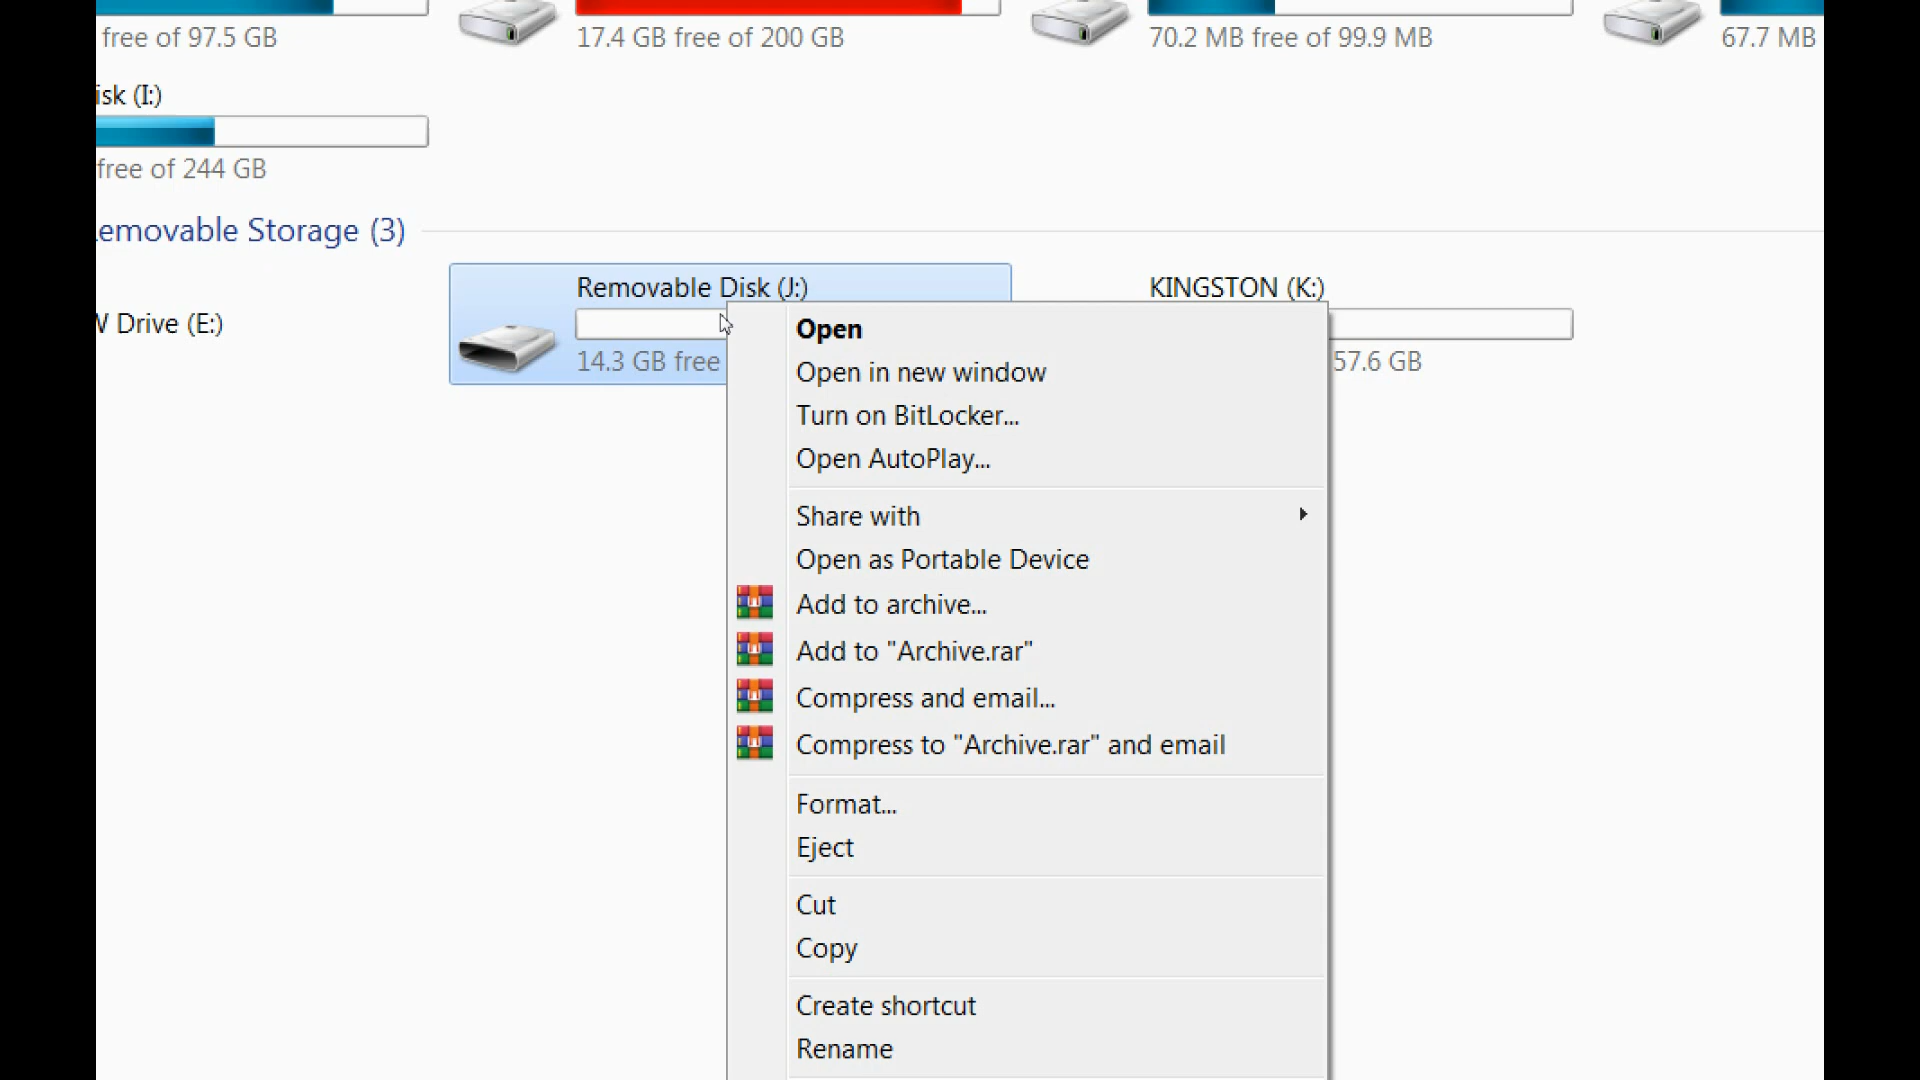 free of 97.5 GB
17.4 GB free of 200 GB
70.2 MB free of 99.9 MB
67.7 MB
isk (I:)
free of 244 GB
emovable Storage (3)
W Drive (E:)
Removable Disk (J:)
14.3 GB free
KINGSTON (K:)
57.6 GB
Open
Open in new window
Turn on BitLocker...
Open AutoPlay...
Share with
Open as Portable Device
Add to archive...
Add to "Archive.rar"
Compress and email...
Compress to "Archive.rar" and email
Format...
Eject
Cut
Copy
Create shortcut
Rename